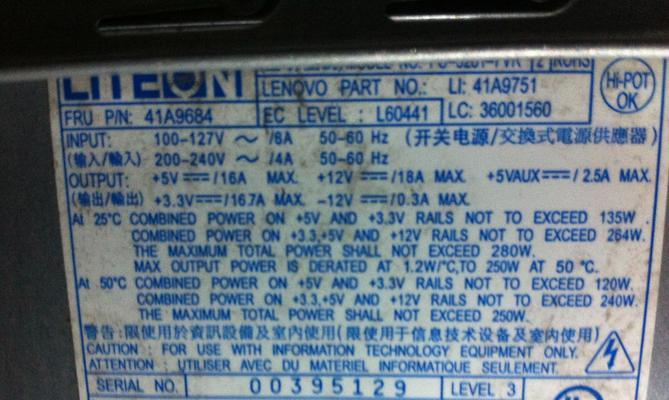 LITEON
LENOVO PART NO.: LI: 41A9751
HI-POT OK
FRU P/N: 41A9684
EC LEVEL : L60441
LC: 36001560
INPUT: 100-127V ～ /6A 50-60 Hz (开关电源/交換式電源供應器)
(输入/輸入) 200-240V ～ /4A 50-60 Hz
OUTPUT: +5V ⎓/16A MAX. +12V ⎓/18A MAX. +5VAUX⎓/ 2.5A MAX.
(输出/輸出) +3.3V⎓/16.7A MAX. -12V ⎓/0.3A MAX.
At 25°C COMBINED POWER ON +5V AND +3.3V RAILS NOT TO EXCEED 135W .
COMBINED POWER ON +3.3,+5V AND +12V RAILS NOT TO EXCEED 264W.
THE MAXIMUM TOTAL POWER SHALL NOT EXCEED 280W.
MAX OUTPUT POWER IS DERATED AT 1.2W/°C,TO 250W AT 50 °C.
At 50°C COMBINED POWER ON +5V AND +3.3V RAILS NOT TO EXCEED 120W.
COMBINED POWER ON +3.3,+5V AND +12V RAILS NOT TO EXCEED 240W.
THE MAXIMUM TOTAL POWER SHALL NOT EXCEED 250W.
警告:限使用於資訊設備及室内使用(限使用于信息技术设备及室内使用)
CAUTION : FOR USE WITH INFORMATION TECHNOLOGY EQUIPMENT ONLY.
ATTENTION : UTILISER AVEC DU MATERIEL INFORMATIQUE SEULEMENT.
SERIAL NO. 00395129 LEVEL 3